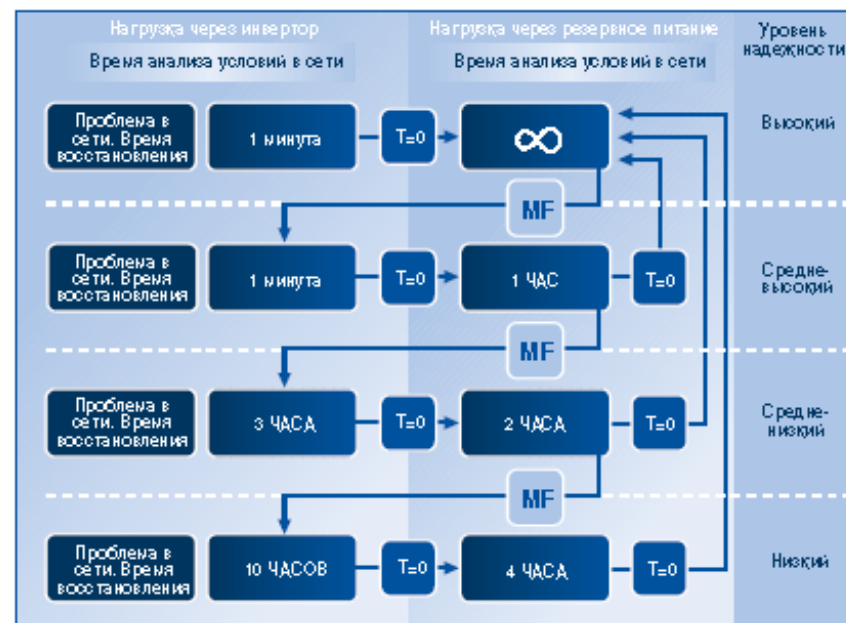 Нагрузка через инвертор
Нагрузка через резервное питание
Уровень
надежности
Время анализа условий в сети
Время анализа условий в сети
Проблема в
сети. Время
восстановления
1 минута
T=0
∞
Высокий
MF
Проблема в
сети. Время
восстановления
1 минута
T=0
1 ЧАС
T=0
Средне-
высокий
MF
Проблема в
сети. Время
восстановления
3 ЧАСА
T=0
2 ЧАСА
T=0
Средне-
низкий
MF
Проблема в
сети. Время
восстановления
10 ЧАСОВ
T=0
4 ЧАСА
T=0
Низкий